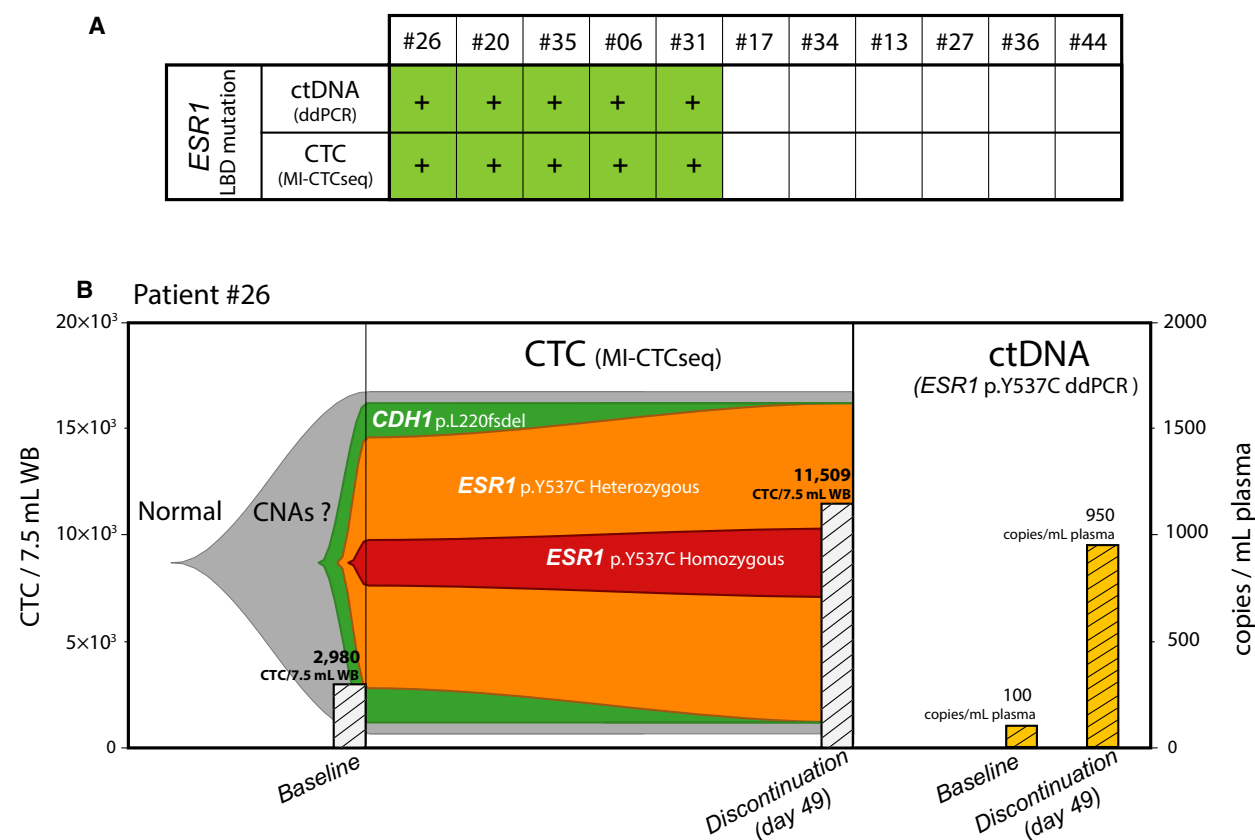 A
#26 #20 #35 #06 #31 #17 #34 #13 #27 #36 #44
ESR1
LBD mutation
ctDNA
(ddPCR)
+ + + + +
CTC
(MI-CTCseq)
+ + + + +
B
Patient #26
CTC / 7.5 mL WB
20×10³
15×10³
10×10³
5×10³
0
Normal
CNAs ?
CTC (MI-CTCseq)
CDH1 p.L220fsdel
ESR1 p.Y537C Heterozygous
ESR1 p.Y537C Homozygous
2,980
CTC/7.5 mL WB
11,509
CTC/7.5 mL WB
Baseline
Discontinuation
(day 49)
ctDNA
(ESR1 p.Y537C ddPCR )
100
copies/mL plasma
950
copies/mL plasma
Baseline
Discontinuation
(day 49)
2000
1500
1000
500
0
copies / mL plasma